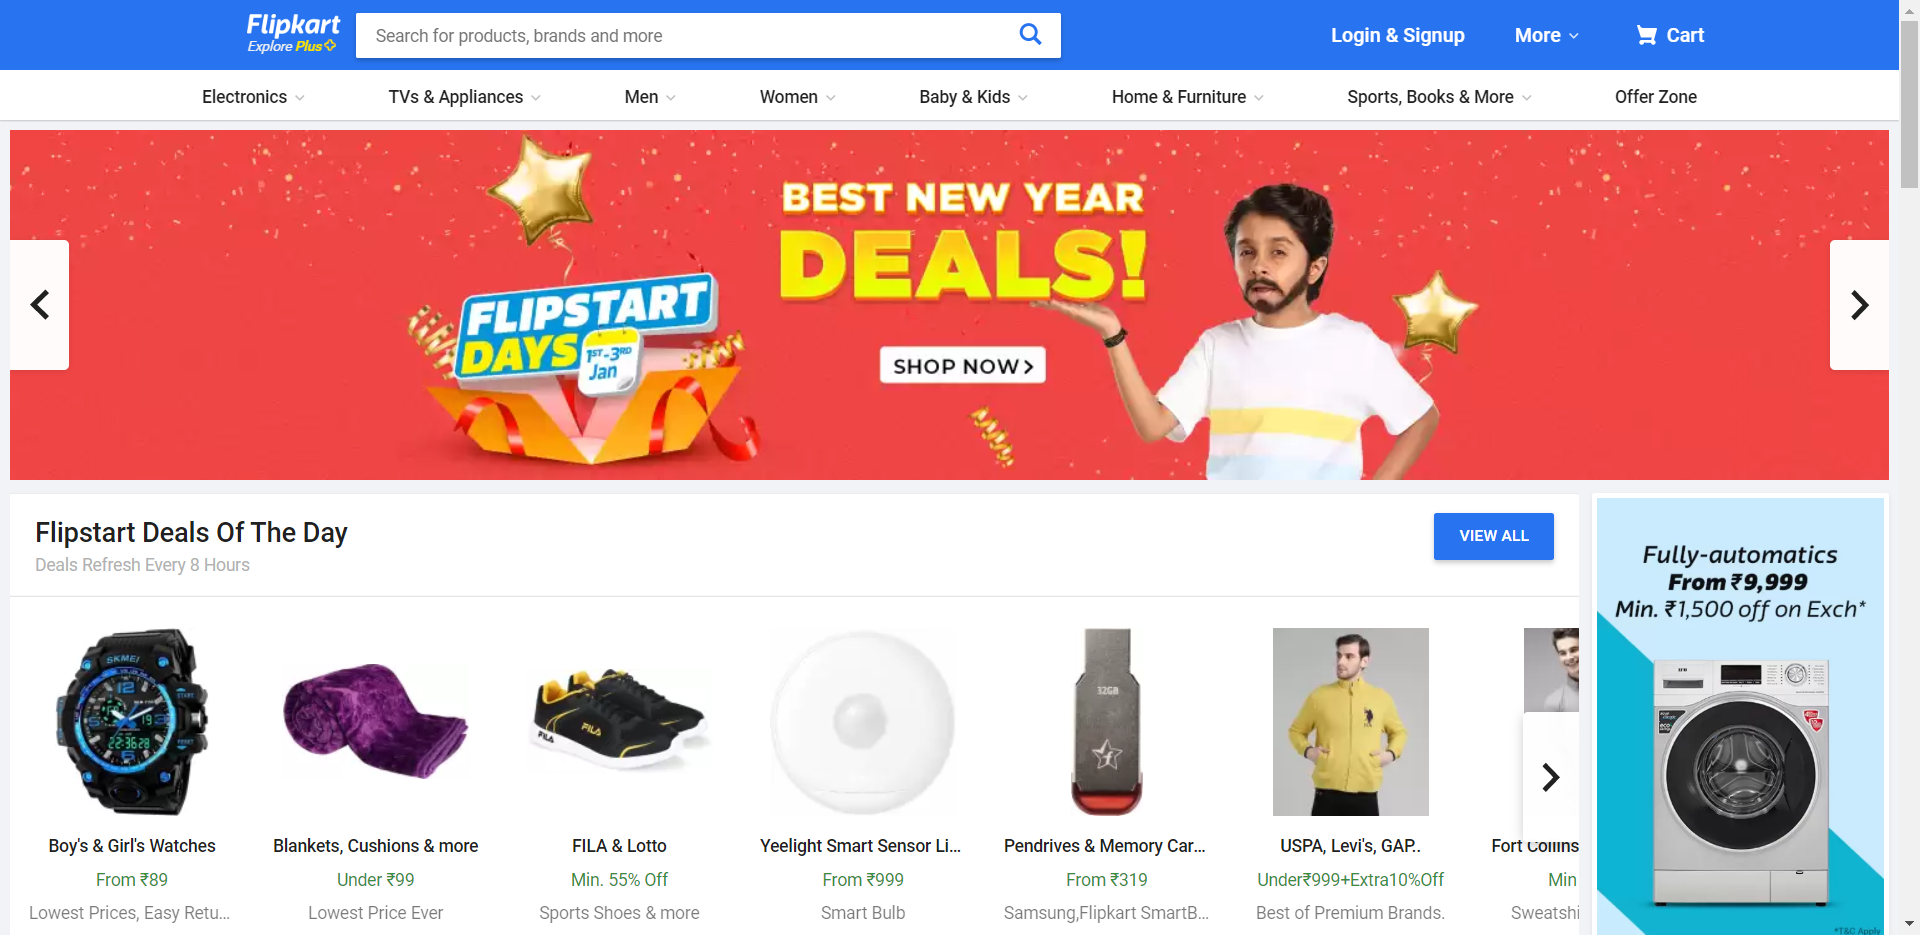 Flipkart
Explore Plus
Search for products, brands and more
Login & Signup
More
Cart
Electronics
TVs & Appliances
Men
Women
Baby & Kids
Home & Furniture
Sports, Books & More
Offer Zone
BEST NEW YEAR
DEALS!
FLIPSTART
DAYS
1ST-3RD
Jan
SHOP NOW
Flipstart Deals Of The Day
Deals Refresh Every 8 Hours
VIEW ALL
SKMEI
FILA
FILA
32GB
Boy's & Girl's Watches
From ₹89
Lowest Prices, Easy Retu...
Blankets, Cushions & more
Under ₹99
Lowest Price Ever
FILA & Lotto
Min. 55% Off
Sports Shoes & more
Yeelight Smart Sensor Li...
From ₹999
Smart Bulb
Pendrives & Memory Car...
From ₹319
Samsung,Flipkart SmartB...
USPA, Levi's, GAP..
Under₹999+Extra10%Off
Best of Premium Brands.
Fort Collins
Min
Sweatshi
Fully-automatics
From ₹9,999
Min. ₹1,500 off on Exch*
IFB
*T&C Apply